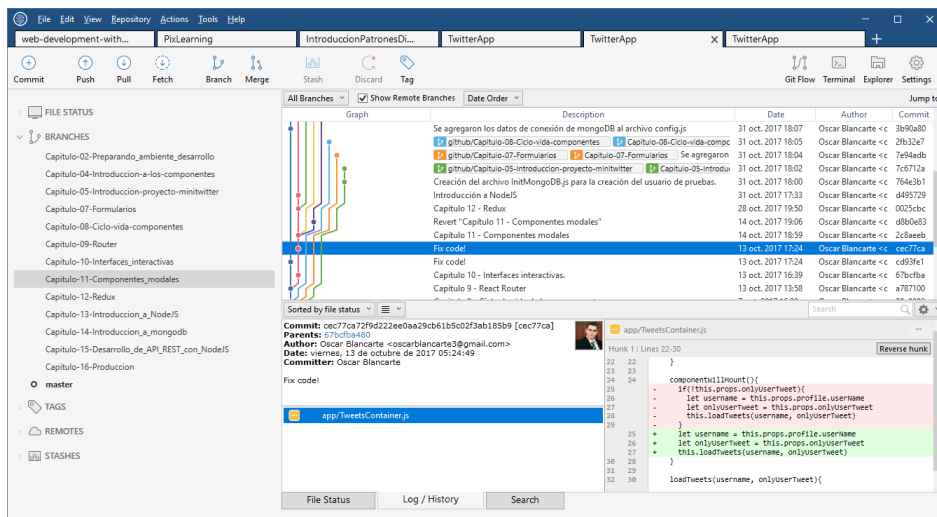 File Edit View Repository Actions Tools Help
web-development-with... PixLearning IntroduccionPatronesDi... TwitterApp TwitterApp TwitterApp
Commit Push Pull Fetch Branch Merge Stash Discard Tag Git Flow Terminal Explorer Settings
All Branches Show Remote Branches Date Order Jump to
FILE STATUS
BRANCHES
Capitulo-02-Preparando_ambiente_desarrollo
Capitulo-04-Introduccion-a-los-componentes
Capitulo-05-Introduccion-proyecto-minitwitter
Capitulo-07-Formularios
Capitulo-08-Ciclo-vida-componentes
Capitulo-09-Router
Capitulo-10-Interfaces_interactivas
Capitulo-11-Componentes_modales
Capitulo-12-Redux
Capitulo-13-Introduccion_a_NodeJS
Capitulo-14-Introduccion_a_mongodb
Capitulo-15-Desarrollo_de_API_REST_con_NodeJS
Capitulo-16-Produccion
master
TAGS
REMOTES
STASHES
Graph Description Date Author Commit
Se agregaron los datos de conexión de mongoDB al archivo config.js 31 oct. 2017 18:07 Oscar Blancarte <c 3b90a80
github/Capitulo-08-Ciclo-vida-componentes Capitulo-08-Ciclo-vida-compc 31 oct. 2017 18:05 Oscar Blancarte <c 2fb32e7
github/Capitulo-07-Formularios Capitulo-07-Formularios Se agregaron 31 oct. 2017 18:04 Oscar Blancarte <c 7e94adb
github/Capitulo-05-Introduccion-proyecto-minitwitter Capitulo-05-Introduc 31 oct. 2017 18:02 Oscar Blancarte <c 7c6712a
Creación del archivo InitMongoDB.js para la creación del usuario de pruebas. 31 oct. 2017 18:00 Oscar Blancarte <c 764e3b1
Introducción a NodeJS 31 oct. 2017 17:33 Oscar Blancarte <c d495729
Capitulo 12 - Redux 28 oct. 2017 19:50 Oscar Blancarte <c 0025cbc
Revert "Capítulo 11 - Componentes modales" 14 oct. 2017 19:06 Oscar Blancarte <c d8b0e83
Capítulo 11 - Componentes modales 14 oct. 2017 18:59 Oscar Blancarte <c 2c8aeeb
Fix code! 13 oct. 2017 17:24 Oscar Blancarte <c cec77ca
Fix code! 13 oct. 2017 17:24 Oscar Blancarte <c cd93fe1
Capitulo 10 - Interfaces interactivas. 13 oct. 2017 16:39 Oscar Blancarte <c 67bcfba
Capitulo 9 - React Router 13 oct. 2017 13:58 Oscar Blancarte <c a787100
Sorted by file status Search
Commit: cec77ca72f9d222ee0aa29cb61b5c02f3ab185b9 [cec77ca]
Parents: 67bcfba480
Author: Oscar Blancarte <oscarblancarte3@gmail.com>
Date: viernes, 13 de octubre de 2017 05:24:49
Committer: Oscar Blancarte
Fix code!
app/TweetsContainer.js
app/TweetsContainer.js ...
Hunk 1 : Lines 22-30 Reverse hunk
22 22 }
23 23
24 24 componentWillMount(){
25 - if(!this.props.onlyUserTweet){
26 - let username = this.props.profile.userName
27 - let onlyUserTweet = this.props.onlyUserTweet
28 - this.loadTweets(username, onlyUserTweet)
29 - }
25 + let username = this.props.profile.userName
26 + let onlyUserTweet = this.props.onlyUserTweet
27 + this.loadTweets(username, onlyUserTweet)
30 28 }
31 29
32 30 loadTweets(username, onlyUserTweet){
File Status Log / History Search